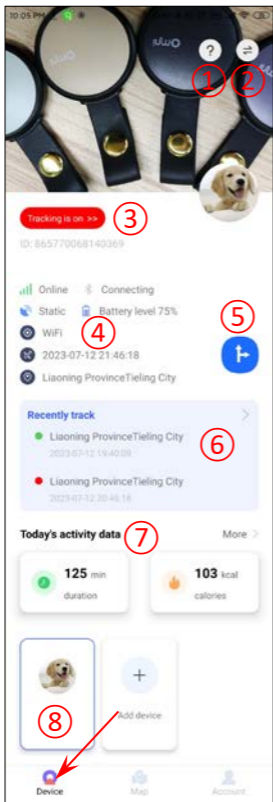 10:05 PM
Omni
① ②
Tracking is on >>
③
ID: 865770068140369
Online Connecting
Static Battery level 75%
WiFi
④
⑤
2023-07-12 21:46:18
Liaoning ProvinceTieling City
Recently track
⑥
Liaoning ProvinceTieling City
2023-07-12 19:40:09
Liaoning ProvinceTieling City
2023-07-12 20:46:18
Today's activity data
⑦
More
125 min
duration
103 kcal
calories
⑧
Add device
Device
Map
Account